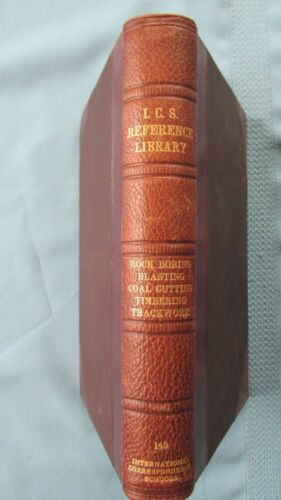 I. C. S.
REFERENCE
LIBRARY
ROCK BORING
BLASTING
COAL CUTTING
TIMBERING
TRACKWORK
149
INTERNATIONAL
CORRESPONDENCE
SCHOOLS